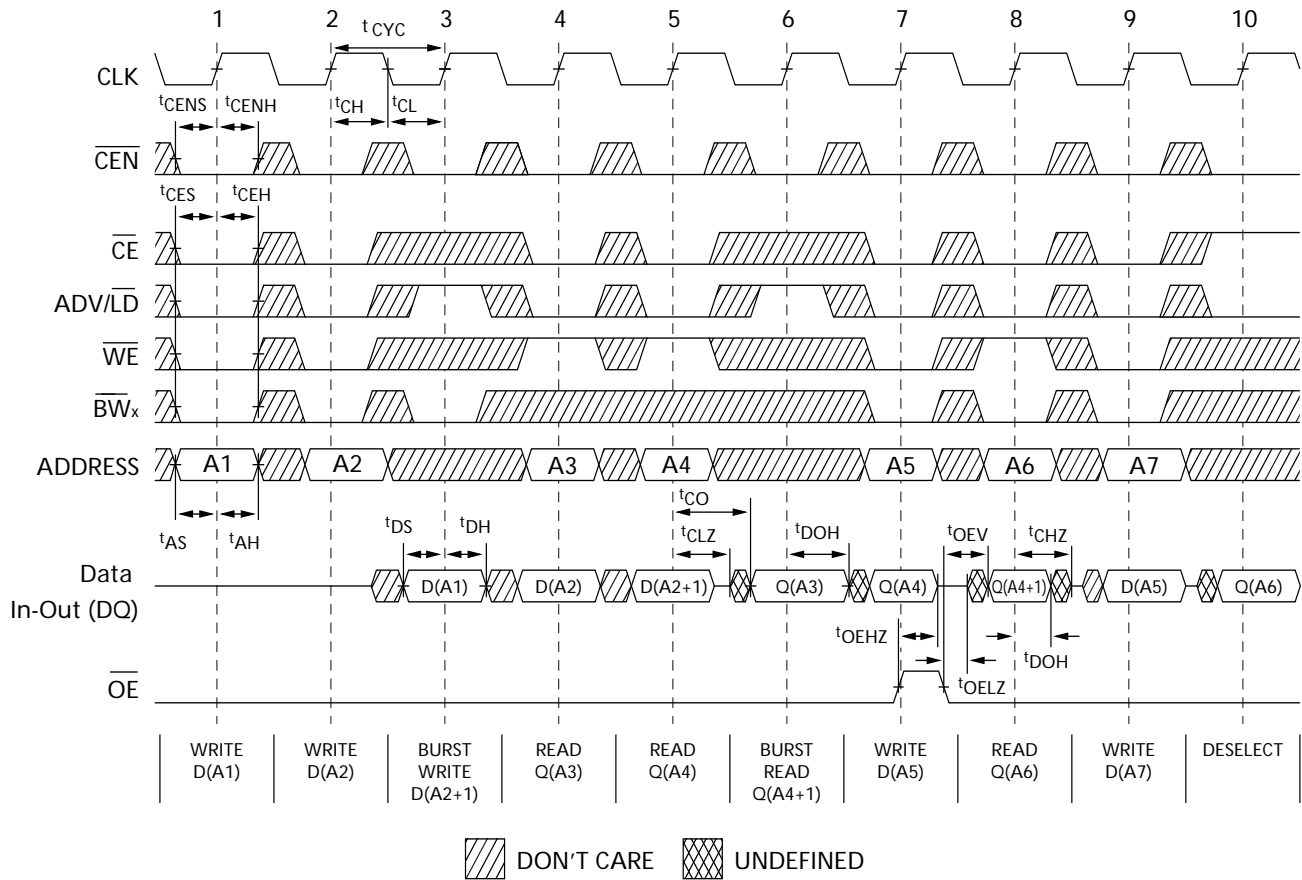 1 2 3 4 5 6 7 8 9 10
tCYC
CLK
tCENS tCENH tCH tCL
CEN
tCES tCEH
CE
ADV/LD
WE
BWx
ADDRESS A1 A2 A3 A4 A5 A6 A7
tCO
tAS tAH tDS tDH tCLZ tDOH tOEV tCHZ
Data
In-Out (DQ)
D(A1) D(A2) D(A2+1) Q(A3) Q(A4) Q(A4+1) D(A5) Q(A6)
tOEHZ tDOH
tOELZ
OE
WRITE
D(A1)
WRITE
D(A2)
BURST
WRITE
D(A2+1)
READ
Q(A3)
READ
Q(A4)
BURST
READ
Q(A4+1)
WRITE
D(A5)
READ
Q(A6)
WRITE
D(A7)
DESELECT
DON'T CARE UNDEFINED